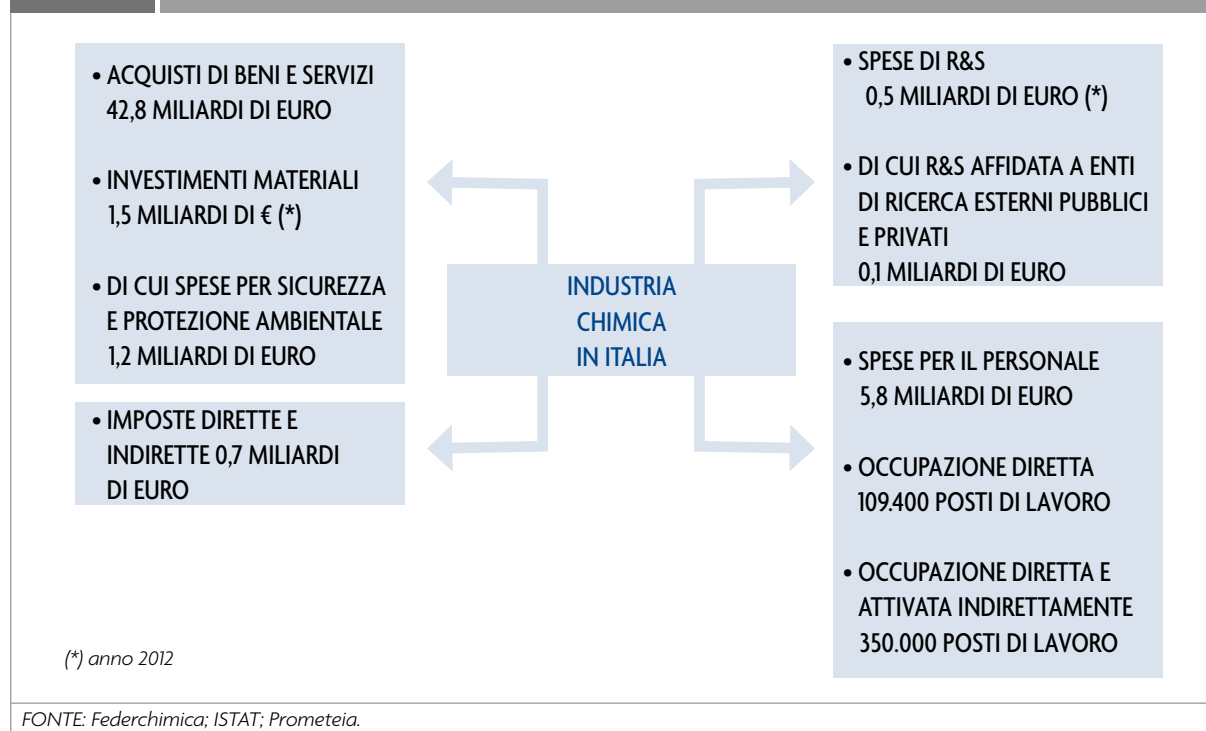 • ACQUISTI DI BENI E SERVIZI
42,8 MILIARDI DI EURO
• INVESTIMENTI MATERIALI
1,5 MILIARDI DI € (*)
• DI CUI SPESE PER SICUREZZA
E PROTEZIONE AMBIENTALE
1,2 MILIARDI DI EURO
• IMPOSTE DIRETTE E
INDIRETTE 0,7 MILIARDI
DI EURO
INDUSTRIA
CHIMICA
IN ITALIA
• SPESE DI R&S
0,5 MILIARDI DI EURO (*)
• DI CUI R&S AFFIDATA A ENTI
DI RICERCA ESTERNI PUBBLICI
E PRIVATI
0,1 MILIARDI DI EURO
• SPESE PER IL PERSONALE
5,8 MILIARDI DI EURO
• OCCUPAZIONE DIRETTA
109.400 POSTI DI LAVORO
• OCCUPAZIONE DIRETTA E
ATTIVATA INDIRETTAMENTE
350.000 POSTI DI LAVORO
(*) anno 2012
FONTE: Federchimica; ISTAT; Prometeia.